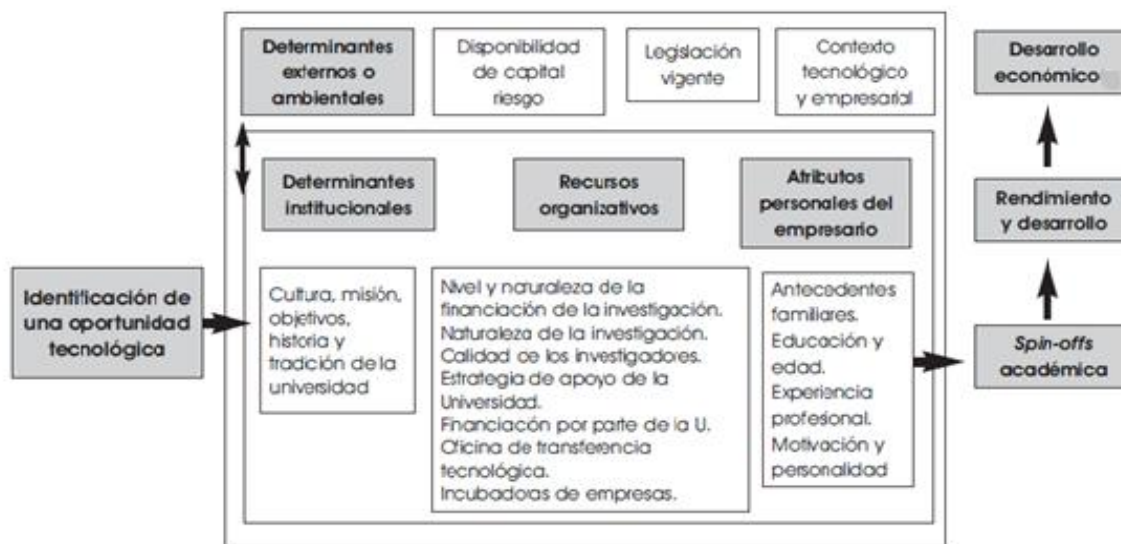 Determinantes
externos o
ambientales
Disponibilidad
de capital
riesgo
Legislación
vigente
Contexto
tecnológico
y empresarial
Desarrollo
económico
Determinantes
institucionales
Recursos
organizativos
Atributos
personales del
empresario
Rendimiento
y desarrollo
Identificación de
una oportunidad
tecnológica
Cultura, misión,
objetivos,
historia y
tradición de la
universidad
Nivel y naturaleza de la
financiación de la investigación.
Naturaleza de la investigación.
Calidad de los investigadores.
Estrategia de apoyo de la
Universidad.
Financiación por parte de la U.
Oficina de transferencia
tecnológica.
Incubadoras de empresas.
Antecedentes
familiares.
Educación y
edad.
Experiencia
profesional.
Motivación y
personalidad
Spin-offs
académica